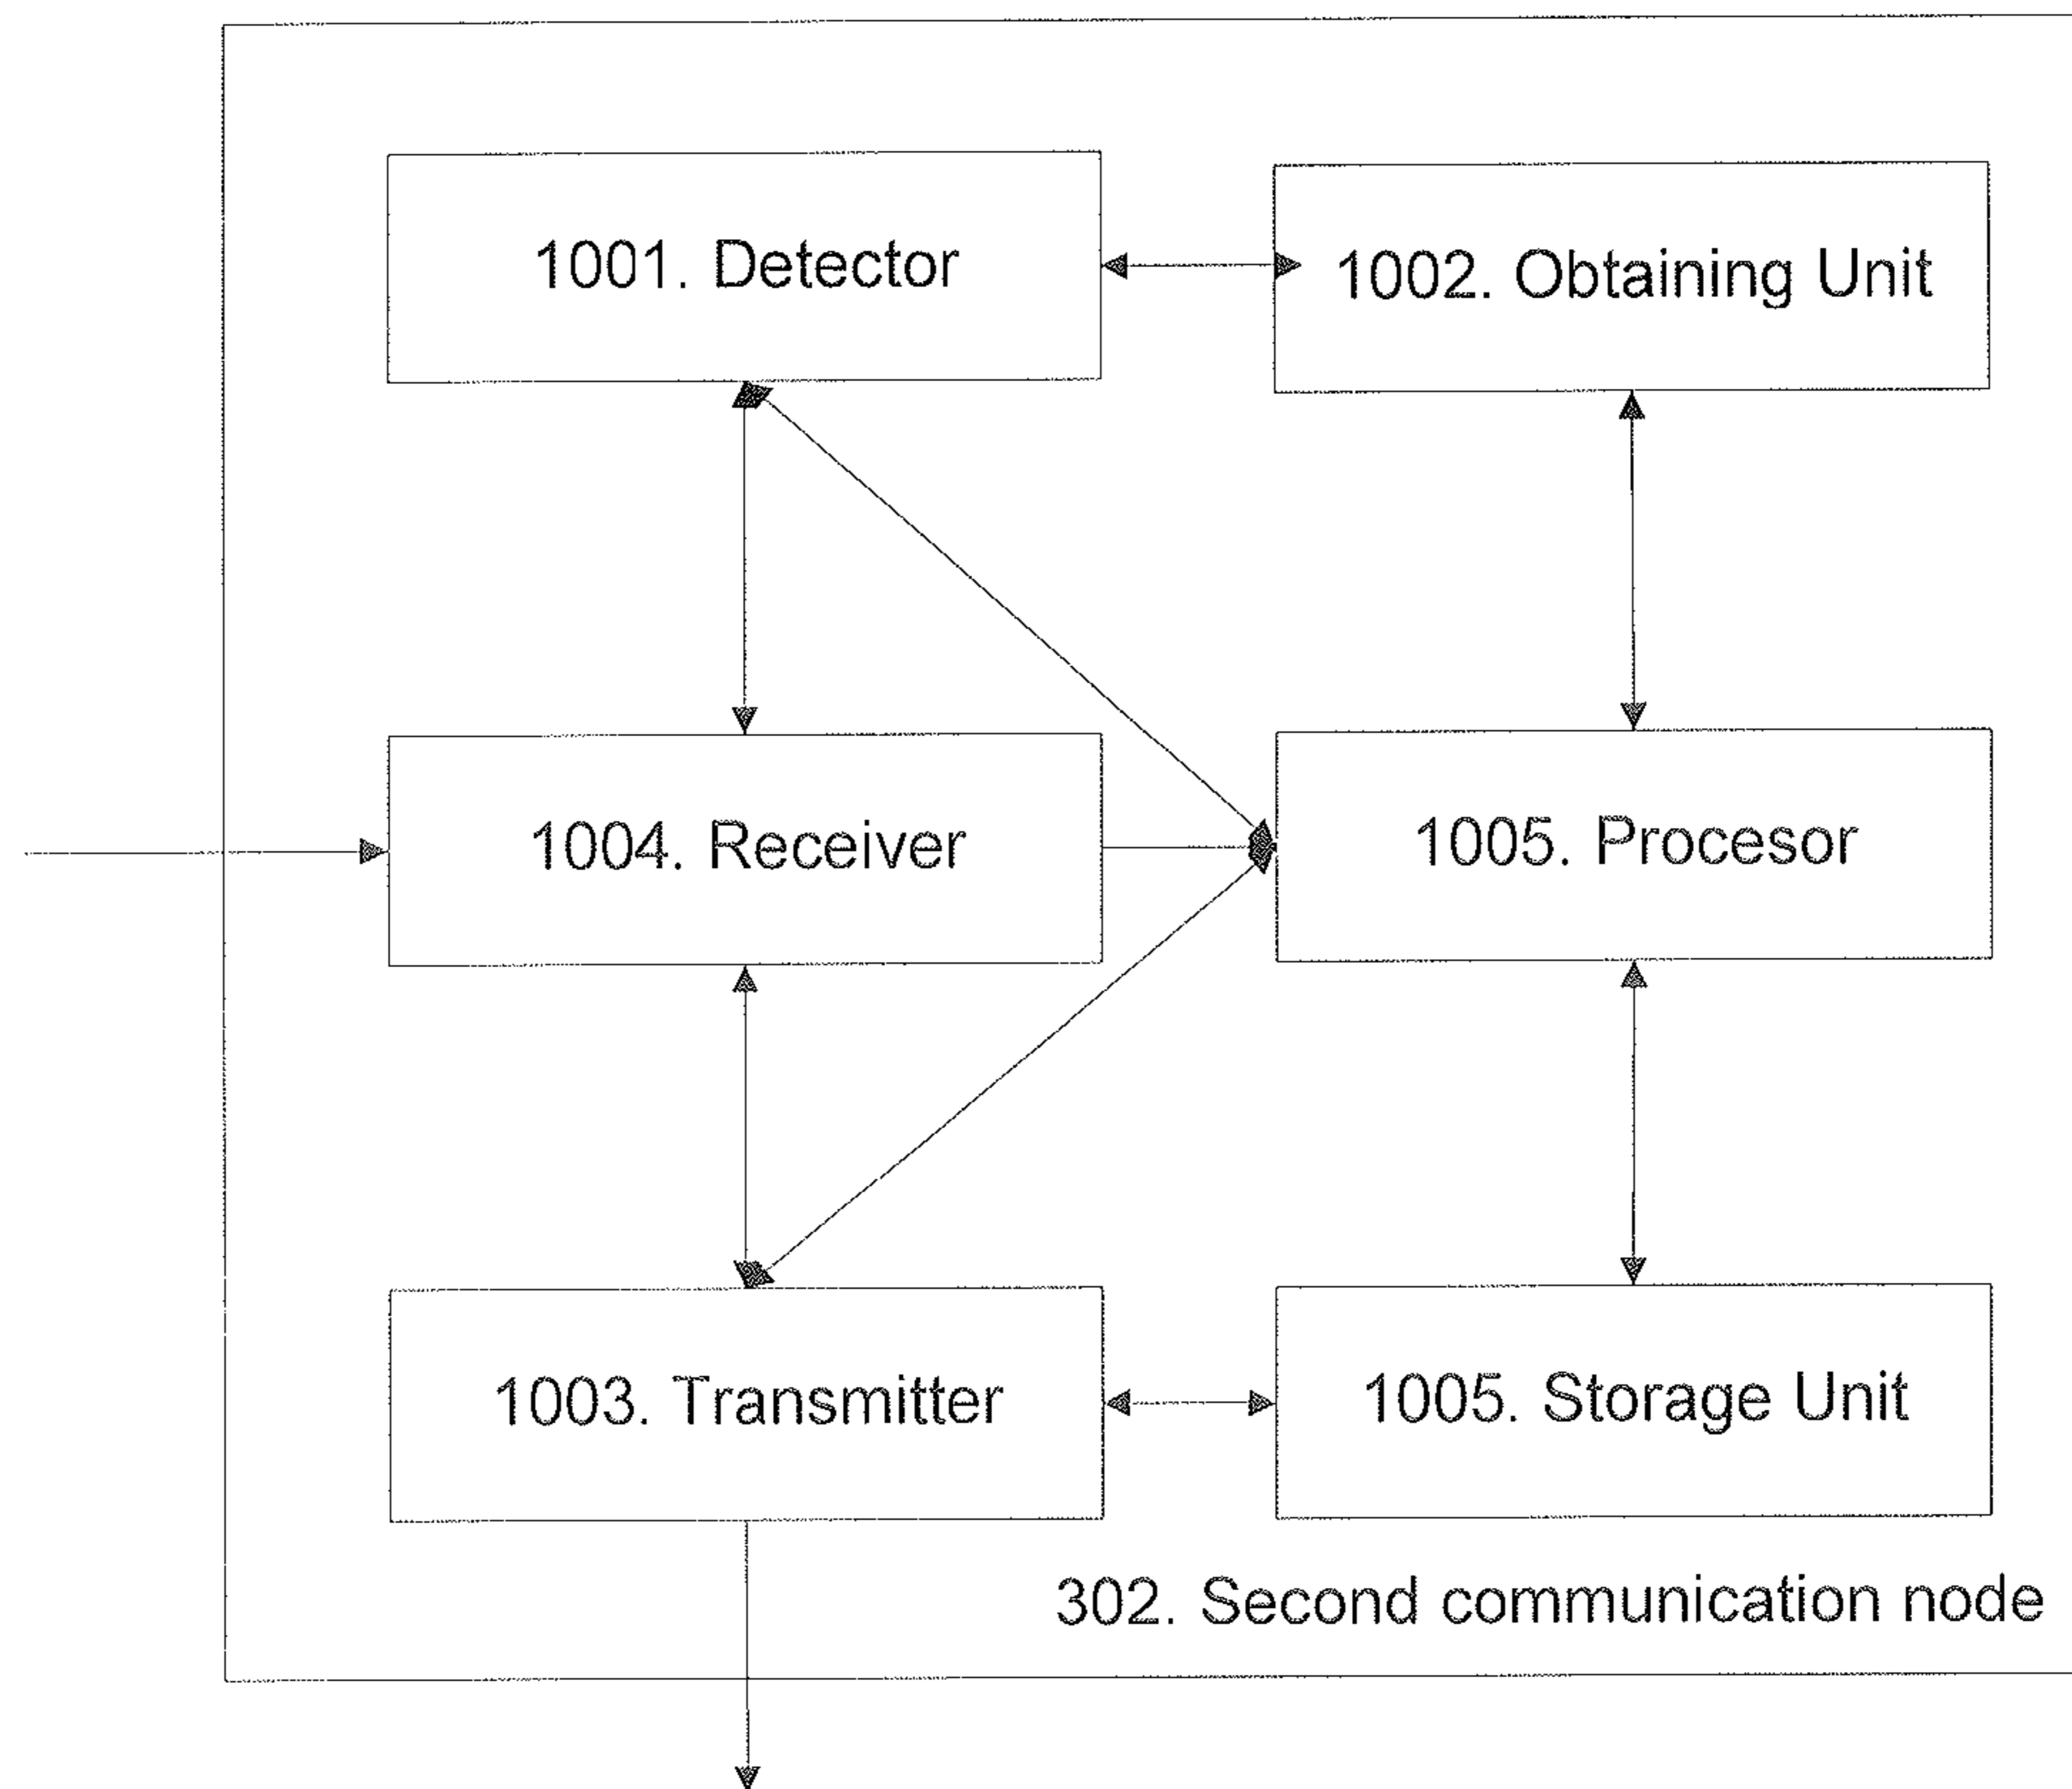 1001. Detector
1002. Obtaining Unit
1004. Receiver
1005. Procesor
1003. Transmitter
1005. Storage Unit
302. Second communication node